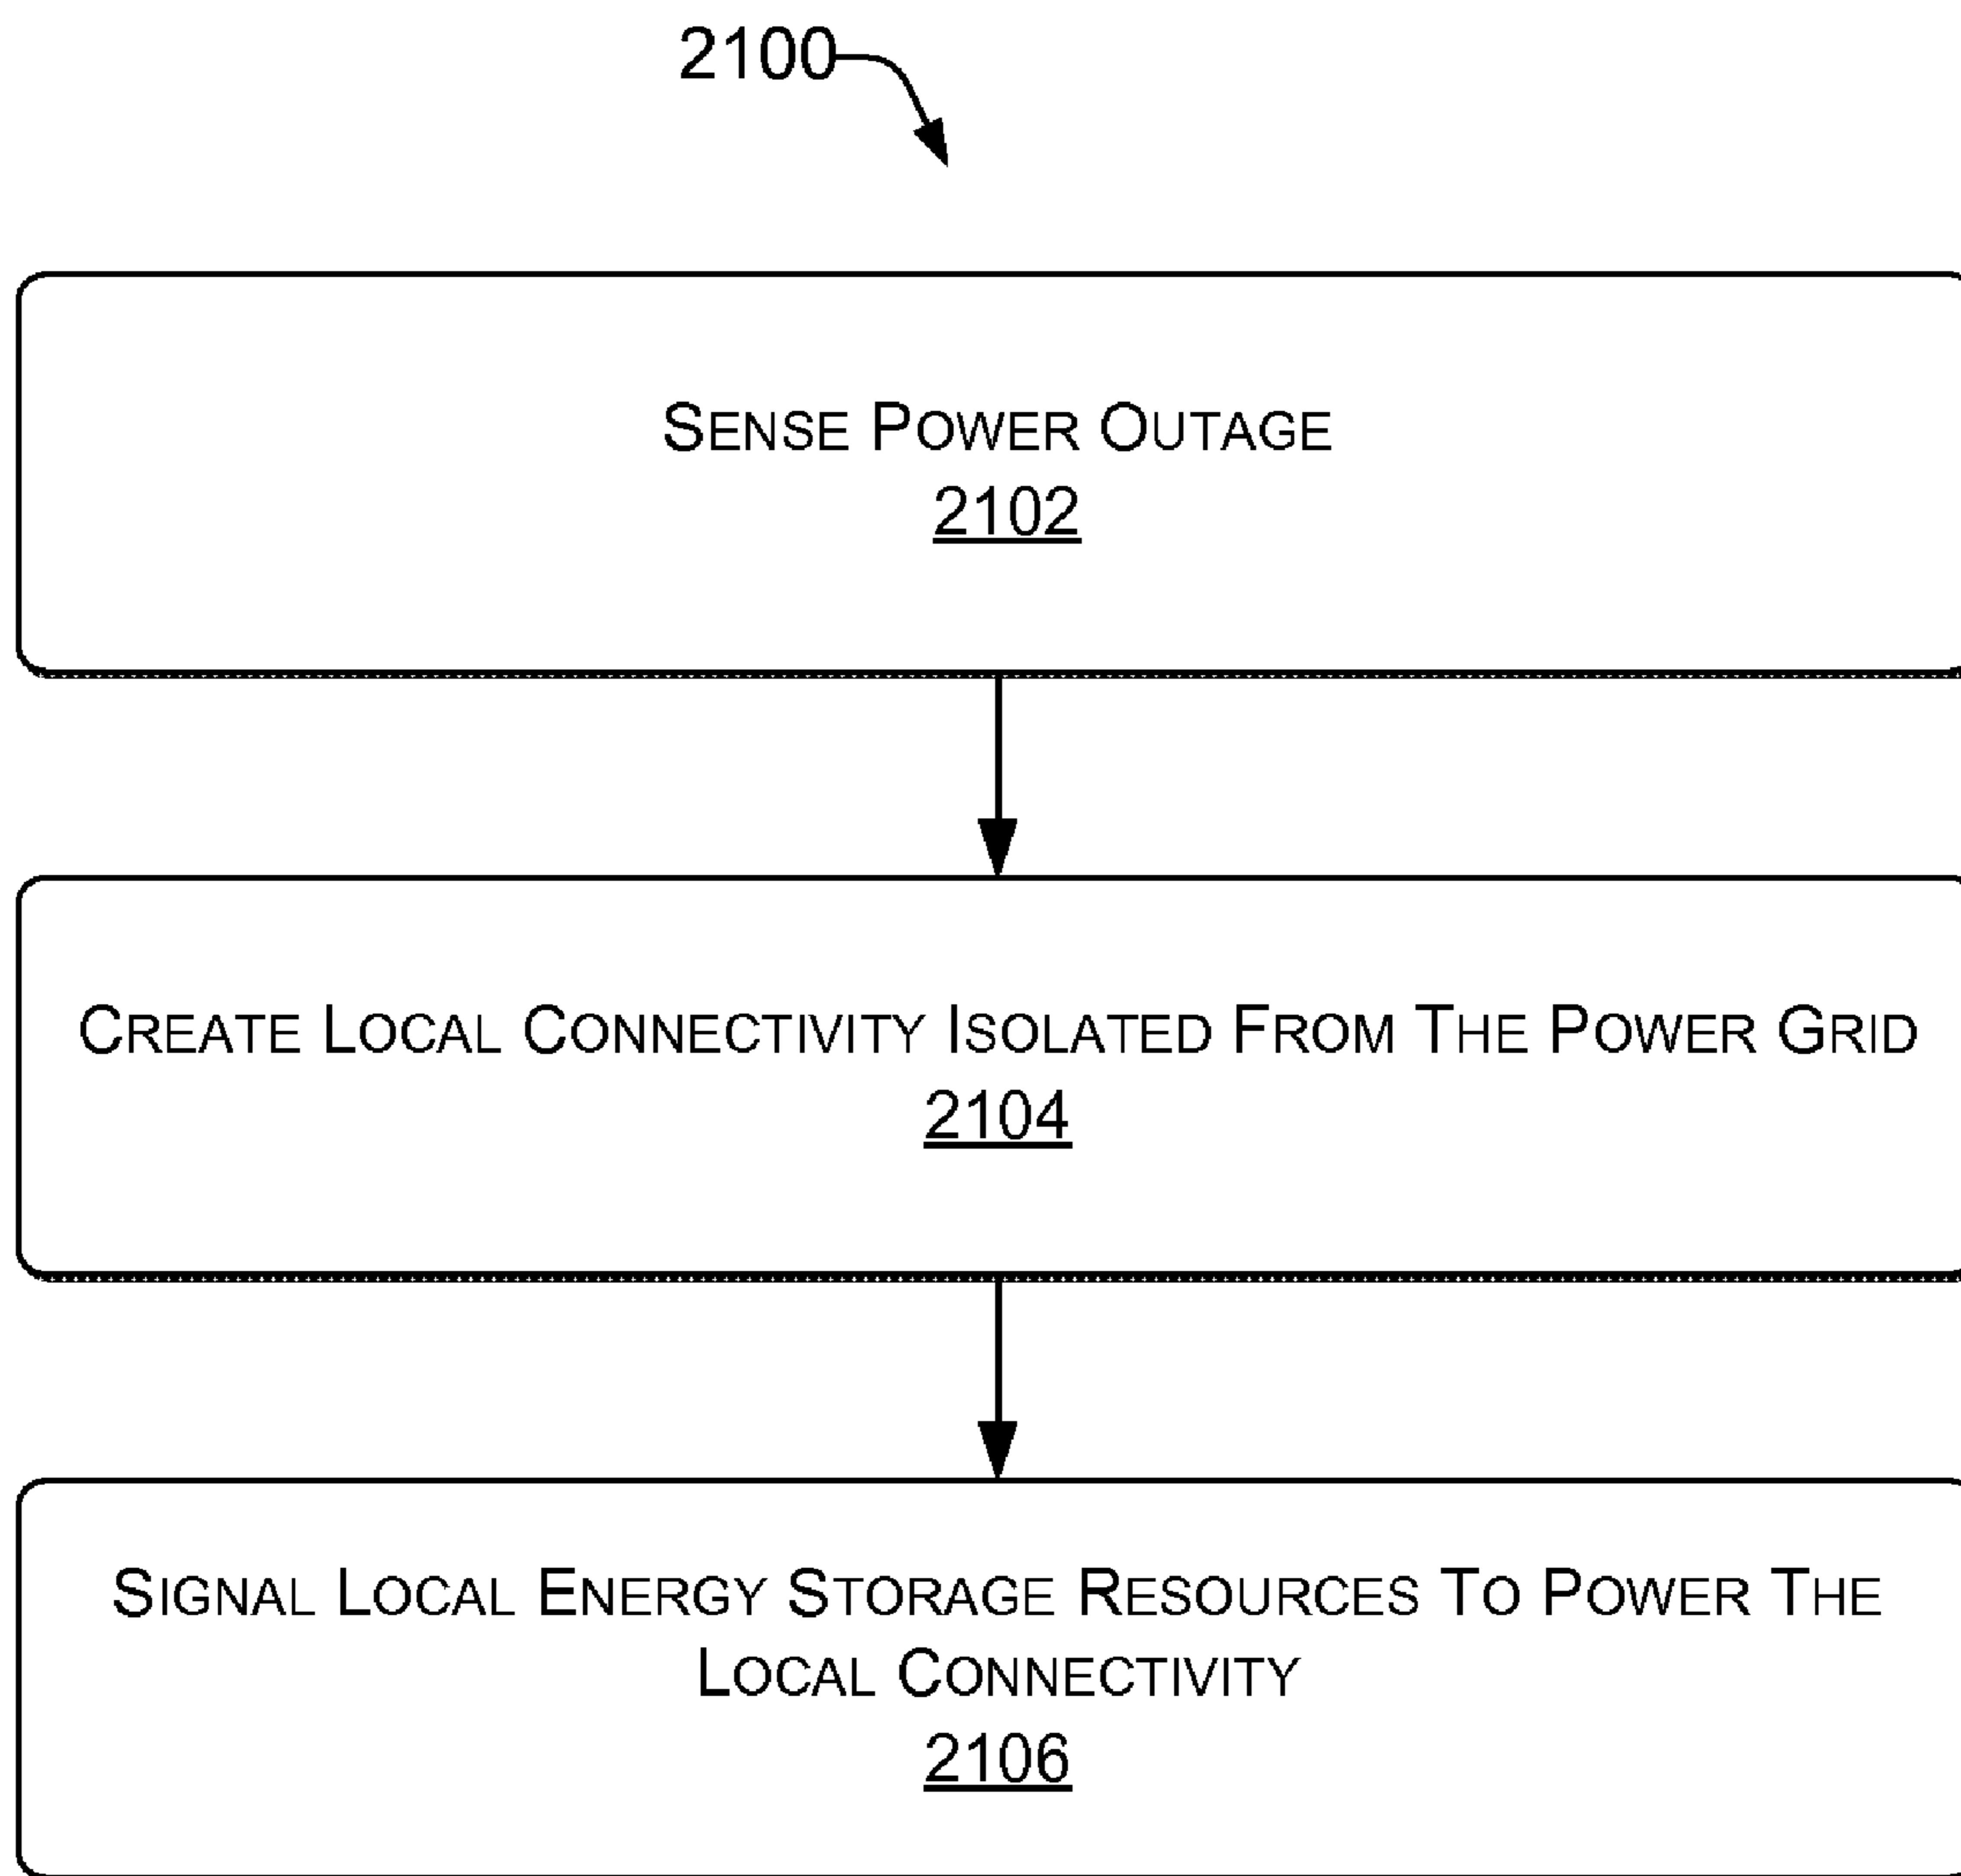 2100
SENSE POWER OUTAGE
2102
CREATE LOCAL CONNECTIVITY ISOLATED FROM THE POWER GRID
2104
SIGNAL LOCAL ENERGY STORAGE RESOURCES TO POWER THE
LOCAL CONNECTIVITY
2106